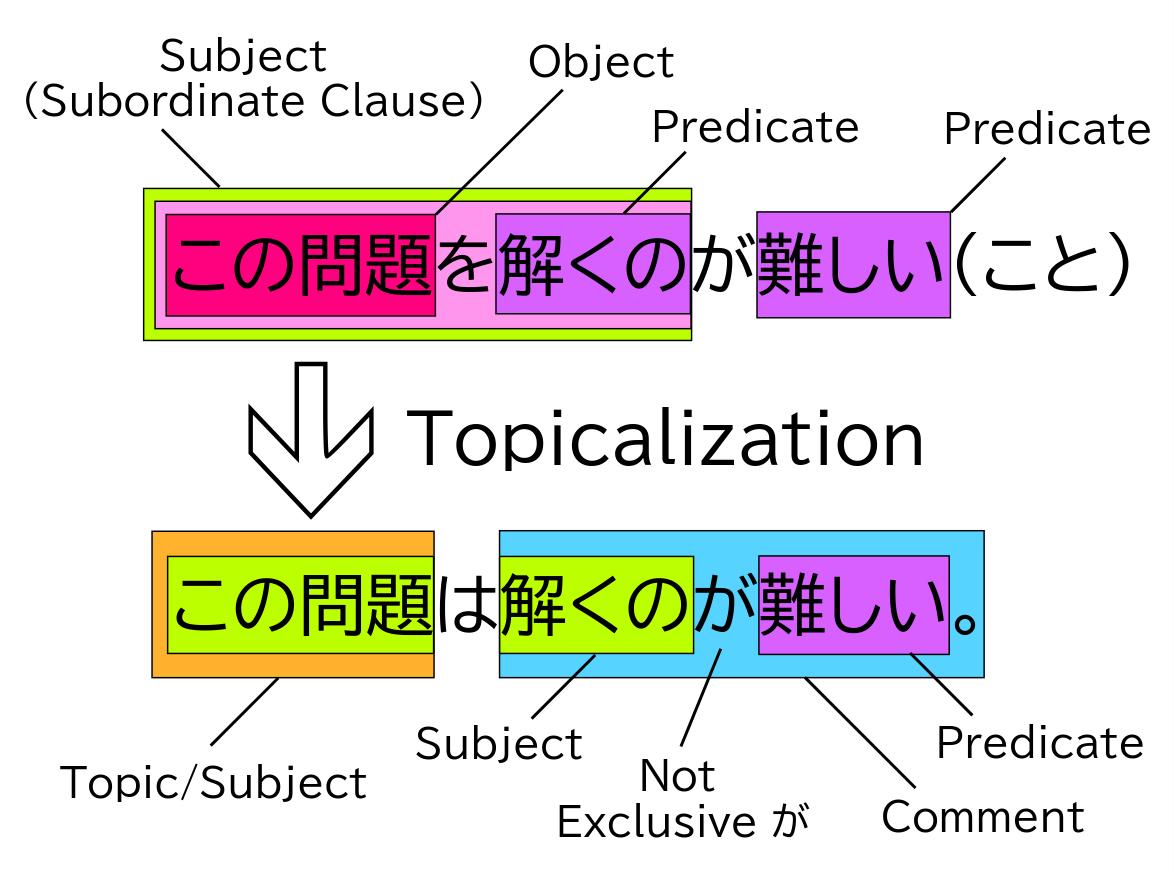 Subject
(Subordinate Clause)
Object
Predicate
Predicate
この問題を解くのが難しい(こと)
Topicalization
この問題は解くのが難しい。
Topic/Subject
Subject
Not
Exclusive が
Comment
Predicate